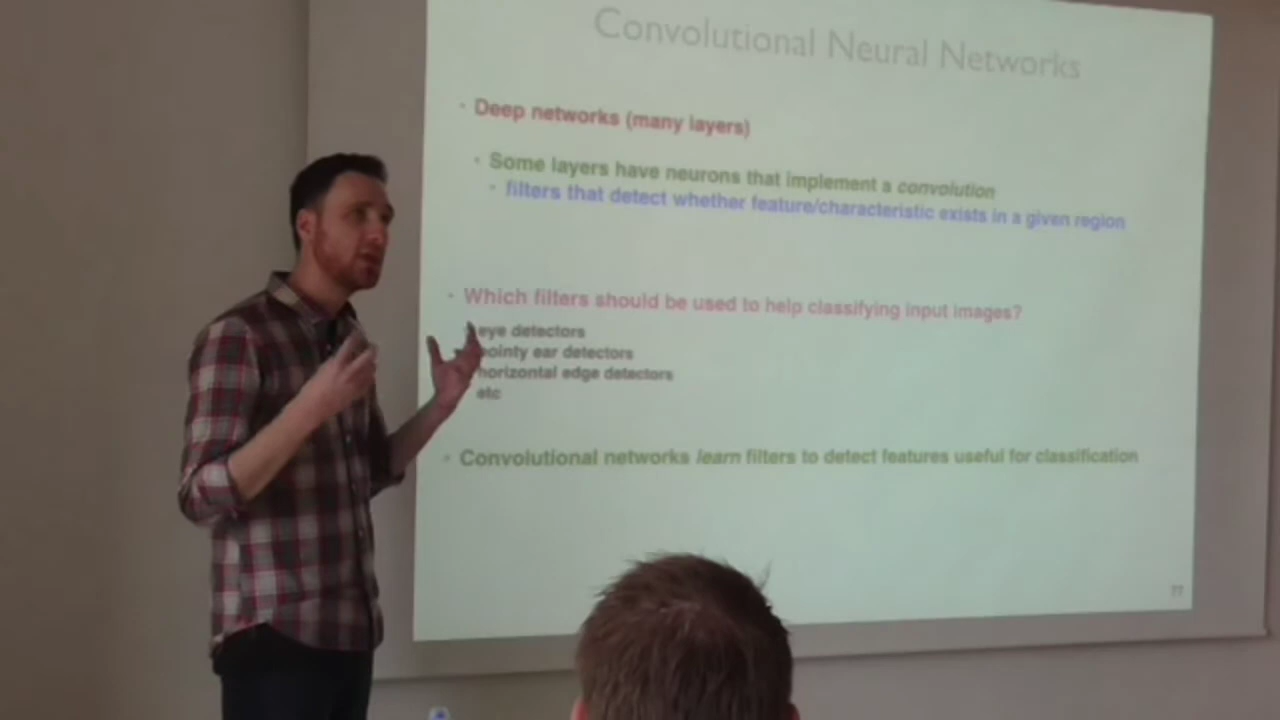 Convolutional Neural Networks
Deep networks (many layers)
Some layers have neurons that implement a convolution
filters that detect whether feature/characteristic exists in a given region
Which filters should be used to help classifying input images?
eye detectors
pointy ear detectors
horizontal edge detectors
etc
Convolutional networks learn filters to detect features useful for classification